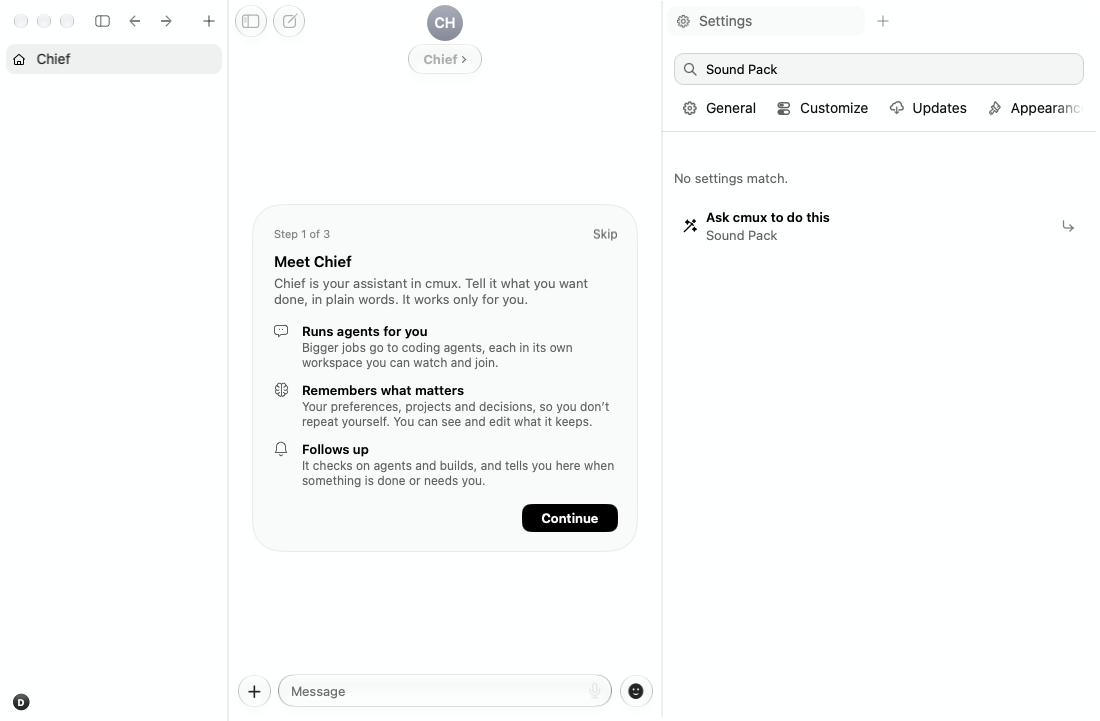 Chief
CH
Chief
Step 1 of 3
Skip
Meet Chief
Chief is your assistant in cmux. Tell it what you want
done, in plain words. It works only for you.
Runs agents for you
Bigger jobs go to coding agents, each in its own
workspace you can watch and join.
Remembers what matters
Your preferences, projects and decisions, so you don’t
repeat yourself. You can see and edit what it keeps.
Follows up
It checks on agents and builds, and tells you here when
something is done or needs you.
Continue
Message
D
Settings
Sound Pack
General
Customize
Updates
Appearanc
No settings match.
Ask cmux to do this
Sound Pack